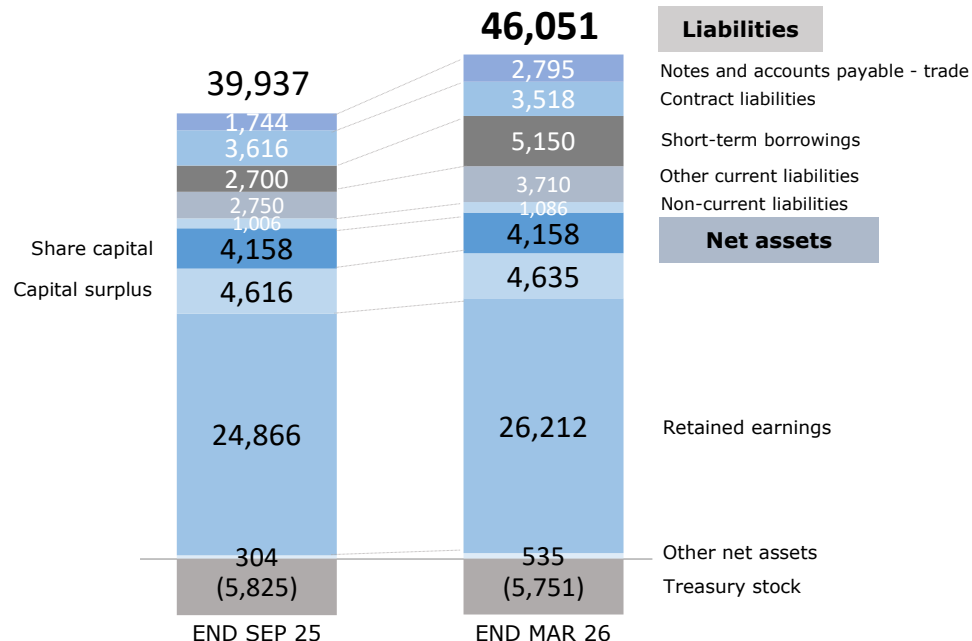 46,051
Liabilities
39,937
2,795
Notes and accounts payable - trade
1,744
3,518
Contract liabilities
3,616
5,150
Short-term borrowings
2,700
3,710
Other current liabilities
2,750
1,086
Non-current liabilities
1,006
Share capital
4,158
4,158
Net assets
Capital surplus
4,616
4,635
24,866
26,212
Retained earnings
304
535
Other net assets
(5,825)
(5,751)
Treasury stock
END SEP 25
END MAR 26